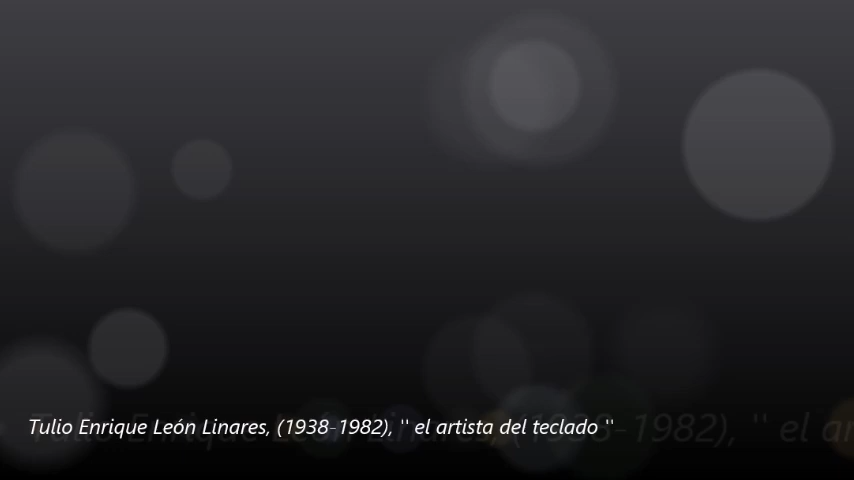 Tulio Enrique León Linares, (1938-1982), '' el artista del teclado ''